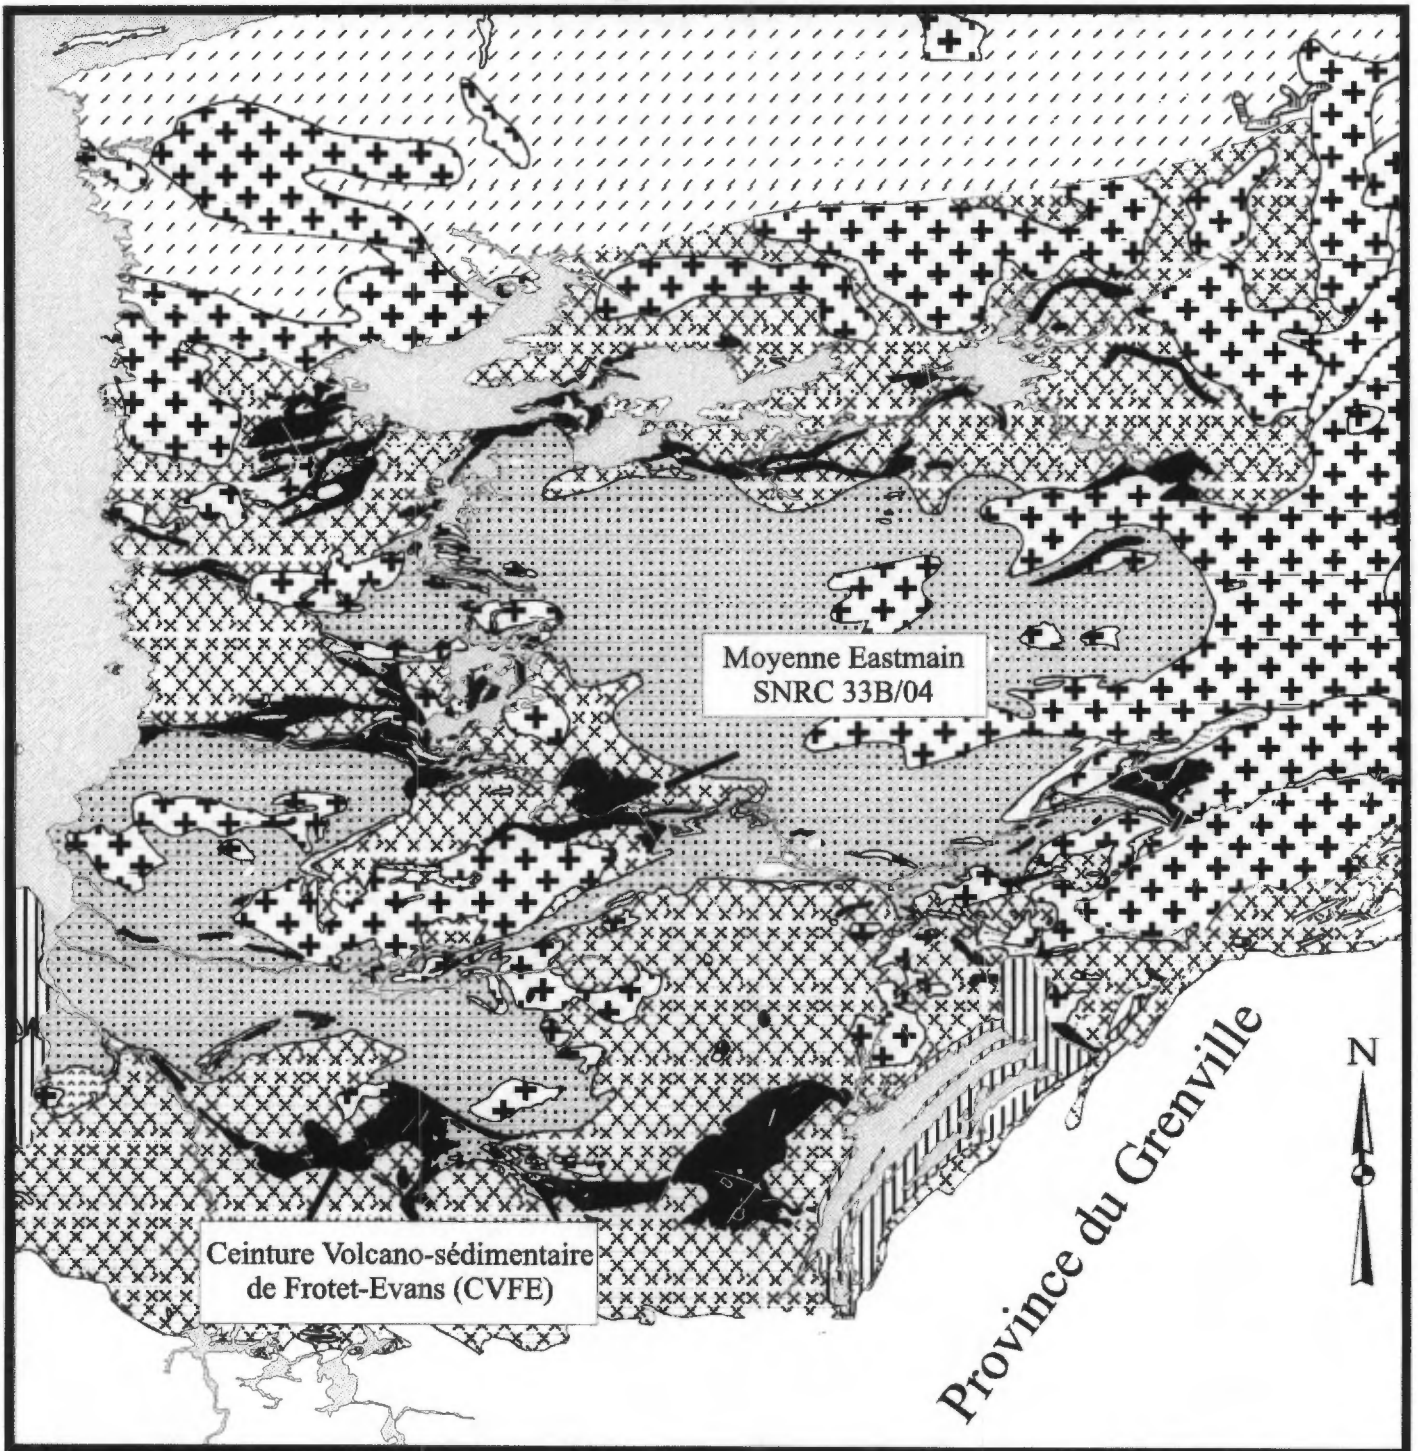 Moyenne Eastmain
SNRC 33B/04
N
Province du Grenville
Ceinture Volcano-sédimentaire
de Frotet-Evans (CVFE)